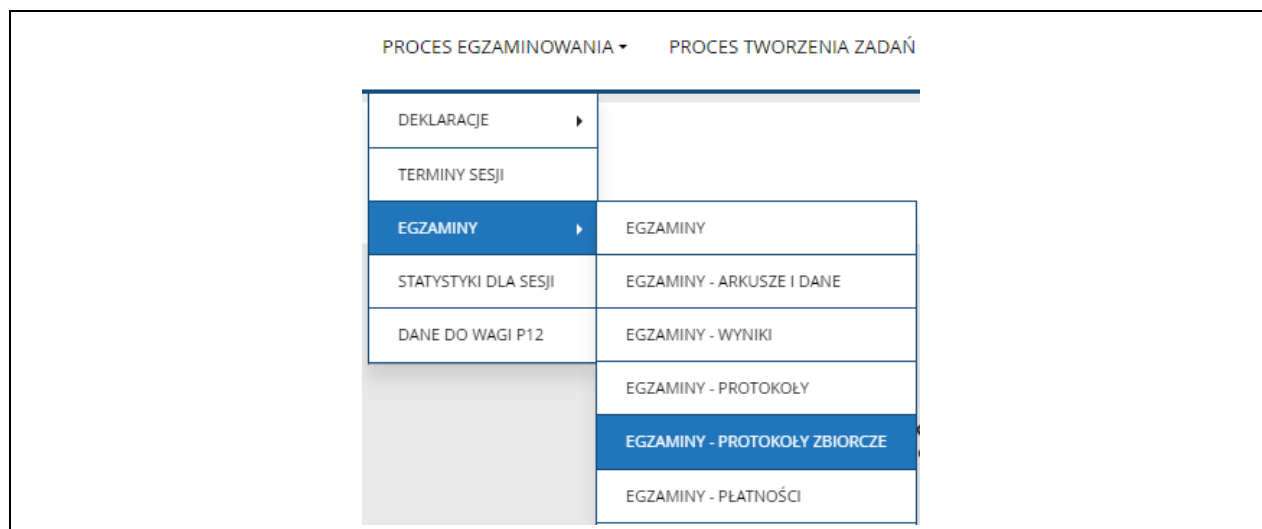 PROCES EGZAMINOWANIA PROCES TWORZENIA ZADAŃ
DEKLARACJE
TERMINY SESJI
EGZAMINY
STATYSTYKI DLA SESJI
DANE DO WAGI P12
EGZAMINY
EGZAMINY - ARKUSZE I DANE
EGZAMINY - WYNIKI
EGZAMINY - PROTOKOŁY
EGZAMINY - PROTOKOŁY ZBIORCZE
EGZAMINY - PŁATNOŚCI